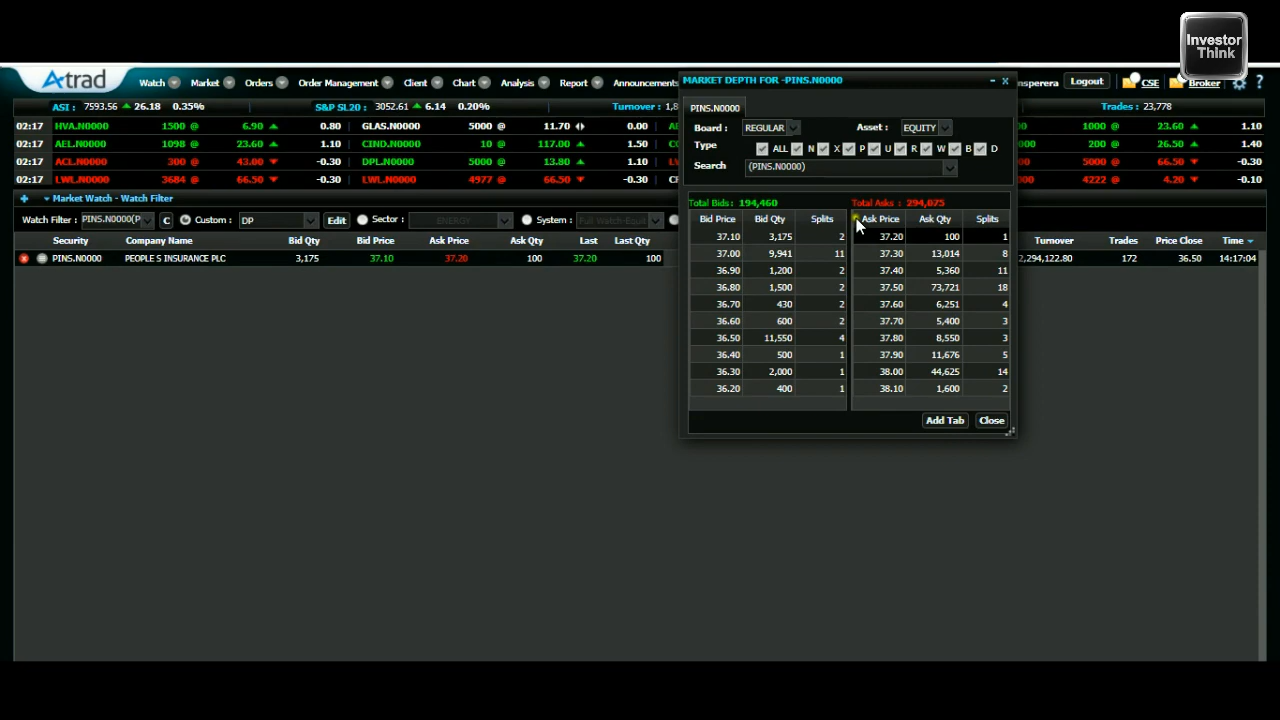 Investor
Think
Atrad
Watch Market Orders Order Management Client Chart Analysis Report Announcements
MARKET DEPTH FOR -PINS.N0000
nsperera Logout CSE Broker ?
ASI : 7593.56 26.18 0.35% S&P SL20 : 3052.61 6.14 0.20% Turnover : 1,8 Trades : 23,778
02:17 HVA.N0000 1500 @ 6.90 0.80 GLAS.N0000 5000 @ 11.70 0.00 1000 @ 23.60 1.10
02:17 AEL.N0000 1098 @ 23.60 1.10 CIND.N0000 10 @ 117.00 1.50 200 @ 26.50 1.40
02:17 ACL.N0000 300 @ 43.00 -0.30 DPL.N0000 5000 @ 13.80 1.10 5000 @ 66.50 -0.30
02:17 LWL.N0000 3684 @ 66.50 -0.30 LWL.N0000 4977 @ 66.50 -0.30 4222 @ 4.20 -0.10
PINS.N0000
Board : REGULAR Asset : EQUITY
Type ALL N X P U R W B D
Search (PINS.N0000)
Market Watch - Watch Filter
Watch Filter : PINS.N0000(P C Custom : DP Edit Sector : ENERGY System : Full Watch-Equit
Security Company Name Bid Qty Bid Price Ask Price Ask Qty Last Last Qty Turnover Trades Price Close Time
PINS.N0000 PEOPLE S INSURANCE PLC 3,175 37.10 37.20 100 37.20 100 2,294,122.80 172 36.50 14:17:04
Total Bids : 194,460 Total Asks : 294,075
Bid Price Bid Qty Splits Ask Price Ask Qty Splits
37.10 3,175 2 37.20 100 1
37.00 9,941 11 37.30 13,014 8
36.90 1,200 2 37.40 5,360 11
36.80 1,500 2 37.50 73,721 18
36.70 430 2 37.60 6,251 4
36.60 600 2 37.70 5,400 3
36.50 11,550 4 37.80 8,550 3
36.40 500 1 37.90 11,676 5
36.30 2,000 1 38.00 44,625 14
36.20 400 1 38.10 1,600 2
Add Tab Close